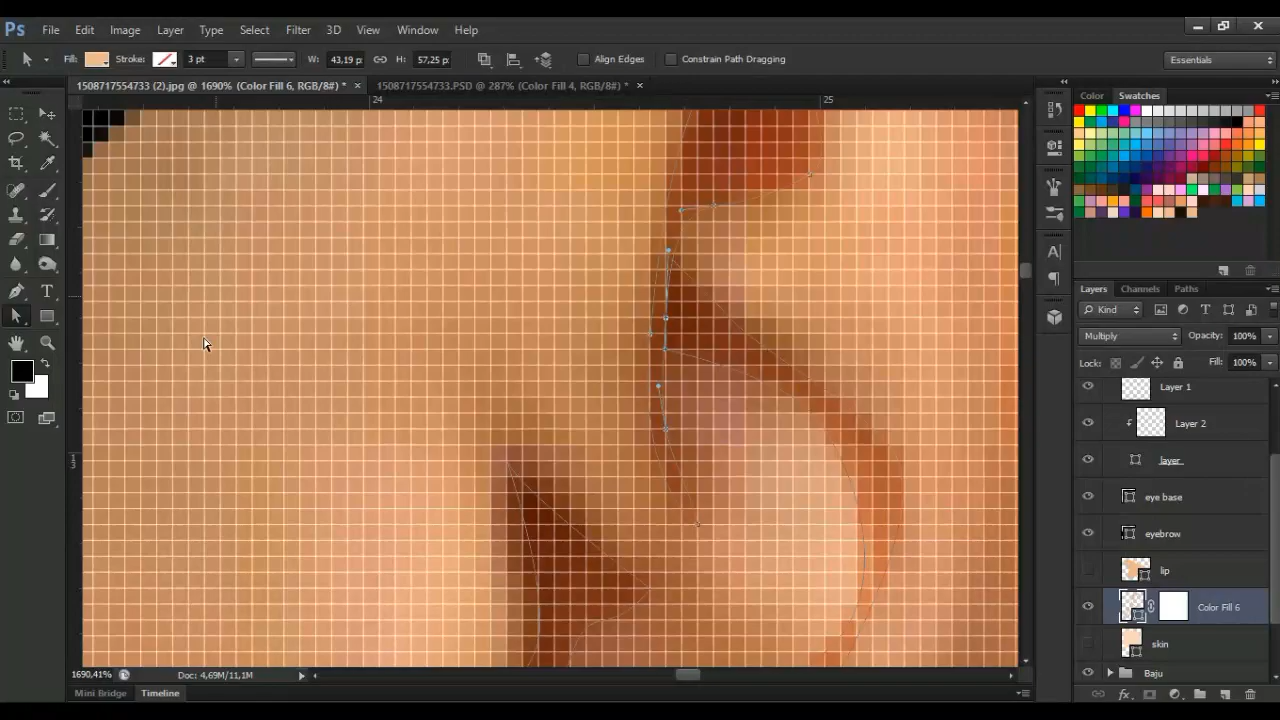 Ps File Edit Image Layer Type Select Filter 3D View Window Help
Fill: Stroke: 3 pt W: 43,19 p H: 57,25 p Align Edges Constrain Path Dragging Essentials
1508717554733 (2).jpg @ 1690% (Color Fill 6, RGB/8#) * × 1508717554733.PSD @ 287% (Color Fill 4, RGB/8#) * ×
Color Swatches
24 25
Layers Channels Paths
Kind
Multiply Opacity: 100%
Lock: Fill: 100%
Layer 1
Layer 2
layer
eye base
eyebrow
lip
Color Fill 6
skin
Baju
1690,41% Doc: 4,69M/11,1M
Mini Bridge Timeline